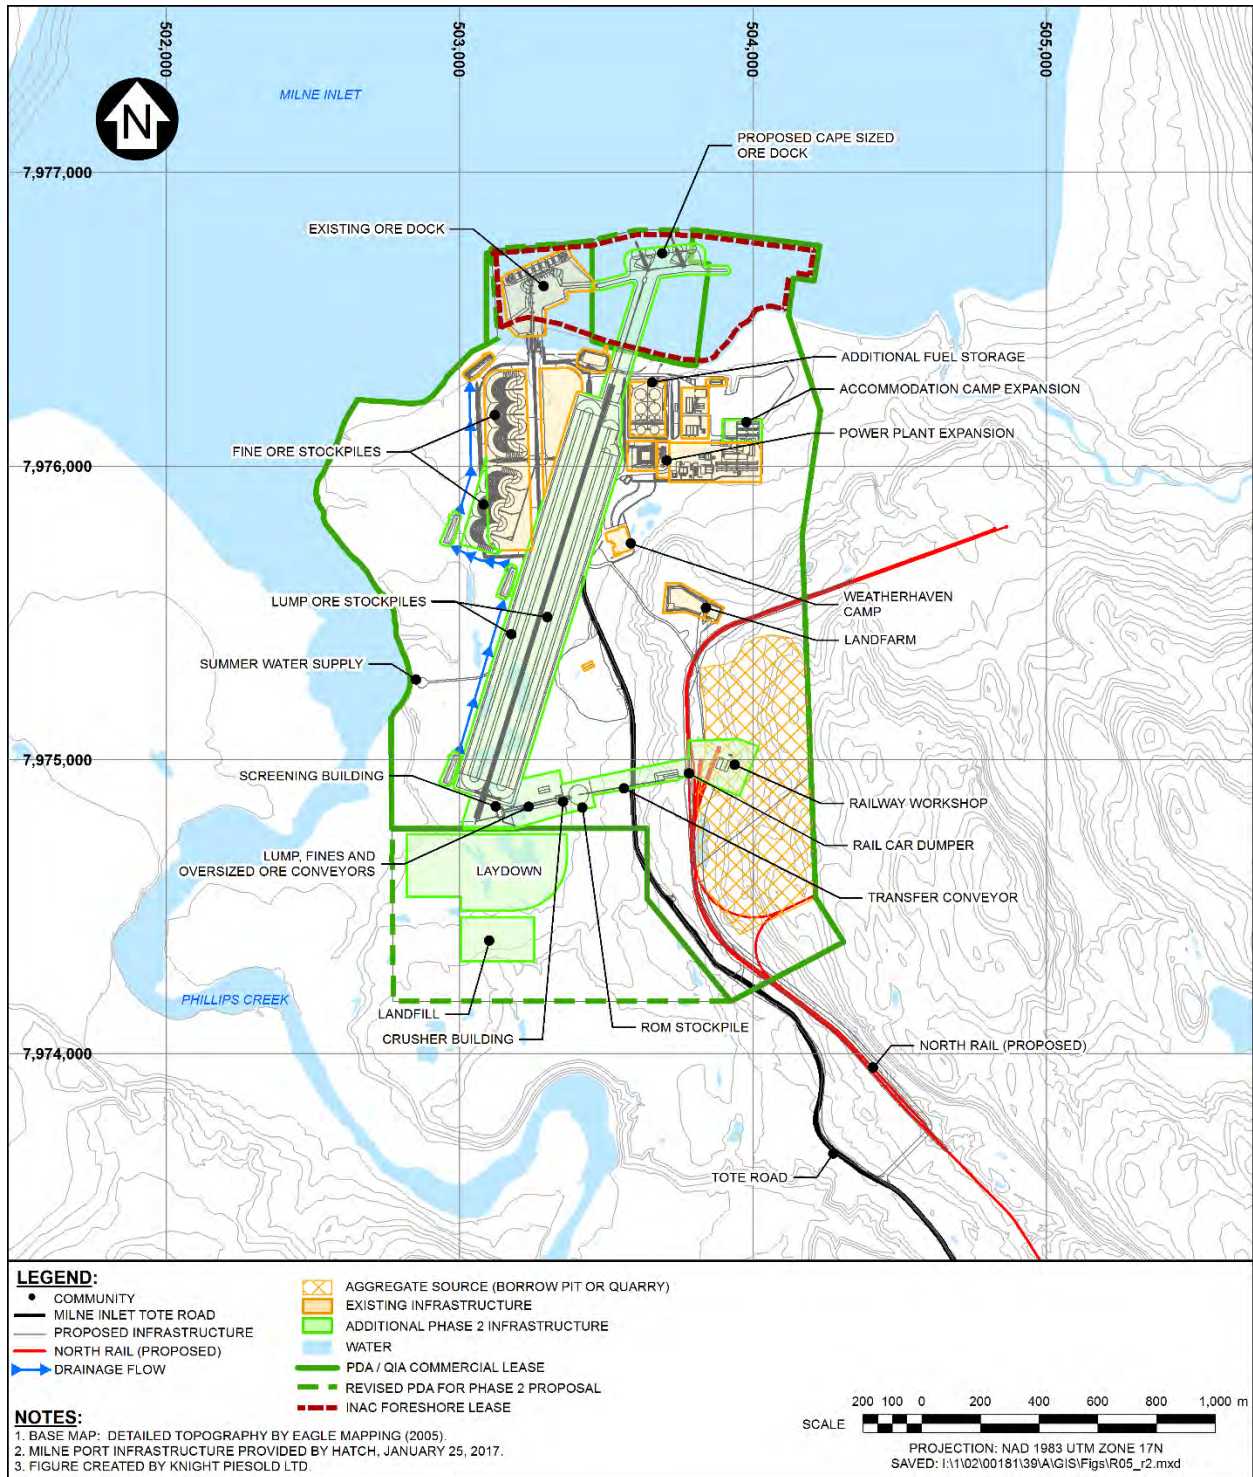 502,000
503,000
504,000
505,000
MILNE INLET
N
PROPOSED CAPE SIZED
ORE DOCK
7,977,000
EXISTING ORE DOCK
ADDITIONAL FUEL STORAGE
ACCOMMODATION CAMP EXPANSION
POWER PLANT EXPANSION
FINE ORE STOCKPILES
7,976,000
WEATHERHAVEN
CAMP
LUMP ORE STOCKPILES
LANDFARM
SUMMER WATER SUPPLY
7,975,000
SCREENING BUILDING
RAILWAY WORKSHOP
RAIL CAR DUMPER
LUMP, FINES AND
OVERSIZED ORE CONVEYORS
LAYDOWN
TRANSFER CONVEYOR
PHILLIPS CREEK
LANDFILL
ROM STOCKPILE
CRUSHER BUILDING
NORTH RAIL (PROPOSED)
7,974,000
TOTE ROAD
LEGEND:
COMMUNITY
MILNE INLET TOTE ROAD
PROPOSED INFRASTRUCTURE
NORTH RAIL (PROPOSED)
DRAINAGE FLOW
AGGREGATE SOURCE (BORROW PIT OR QUARRY)
EXISTING INFRASTRUCTURE
ADDITIONAL PHASE 2 INFRASTRUCTURE
WATER
PDA / QIA COMMERCIAL LEASE
REVISED PDA FOR PHASE 2 PROPOSAL
INAC FORESHORE LEASE
NOTES:
1. BASE MAP: DETAILED TOPOGRAPHY BY EAGLE MAPPING (2005).
2. MILNE PORT INFRASTRUCTURE PROVIDED BY HATCH, JANUARY 25, 2017.
3. FIGURE CREATED BY KNIGHT PIESOLD LTD.
200 100 0 200 400 600 800 1,000 m
SCALE
PROJECTION: NAD 1983 UTM ZONE 17N
SAVED: I:\1\02\00181\39\A\GIS\Figs\R05_r2.mxd